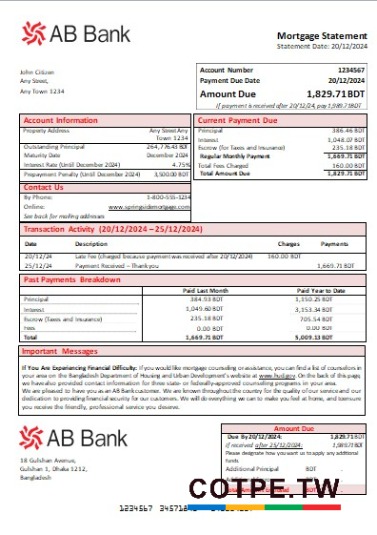 AB Bank
Mortgage Statement
Statement Date: 20/12/2024
John Citizen
Any Street,
Any Town 1234
Account Number 1234567
Payment Due Date 20/12/2024
Amount Due 1,829.71BDT
If payment is received after 20/12/24, pay 1,989.71BDT
Account Information
Property Address Any Street Any
Town 1234
Outstanding Principal 264,776.43 BDT
Maturity Date December 2024
Interest Rate (Until December 2024) 4.75%
Prepayment Penalty (Until December 2024) 3,500.00 BDT
Current Payment Due
Principal 386.46 BDT
Interest 1,048.07 BDT
Escrow (for Taxes and Insurance) 235.18 BDT
Regular Monthly Payment 1,669.71 BDT
Total Fees Charged 160.00 BDT
Total Amount Due 1,829.71 BDT
Contact Us
By Phone: 1-800-555-1234
Online: www.springsidemortgage.com
See back for mailing addresses
Transaction Activity (20/12/2024 – 25/12/2024)
Date Description Charges Payments
20/12/24 Late Fee (charged because payment was received after 20/12/2024) 160.00 BDT
25/12/24 Payment Received – Thank you 1,669.71 BDT
Past Payments Breakdown
Paid Last Month Paid Year to Date
Principal 384.93 BDT 1,150.25 BDT
Interest 1,049.60 BDT 3,153.34 BDT
Escrow (Taxes and Insurance) 235.18 BDT 705.54 BDT
Fees 0.00 BDT 0.00 BDT
Total 1,669.71 BDT 5,009.13 BDT
Important Messages
If You Are Experiencing Financial Difficulty: If you would like mortgage counseling or assistance, you can find a list of counselors in
your area on the Bangladesh Department of Housing and Urban Development's website at www.hud.gov. On the back of this page,
we have also provided contact information for three state- or federally-approved counseling programs in your area.
We are pleased to have you as an AB Bank customer. We are known throughout the country for the quality of our service and our
dedication to providing financial security for our customers. We will do everything we can to make you feel at home, and to ensure
you receive the friendly, professional service you deserve.
AB Bank
18 Gulshan Avenue,
Gulshan 1, Dhaka 1212,
Bangladesh
Amount Due
Due By 20/12/2024: 1,829.71BDT
If received after 25/12/2024: 1,989.71BDT
Please designate how you want us to apply any additional
funds.
Additional Principal BDT
COTPE.TW
1234567